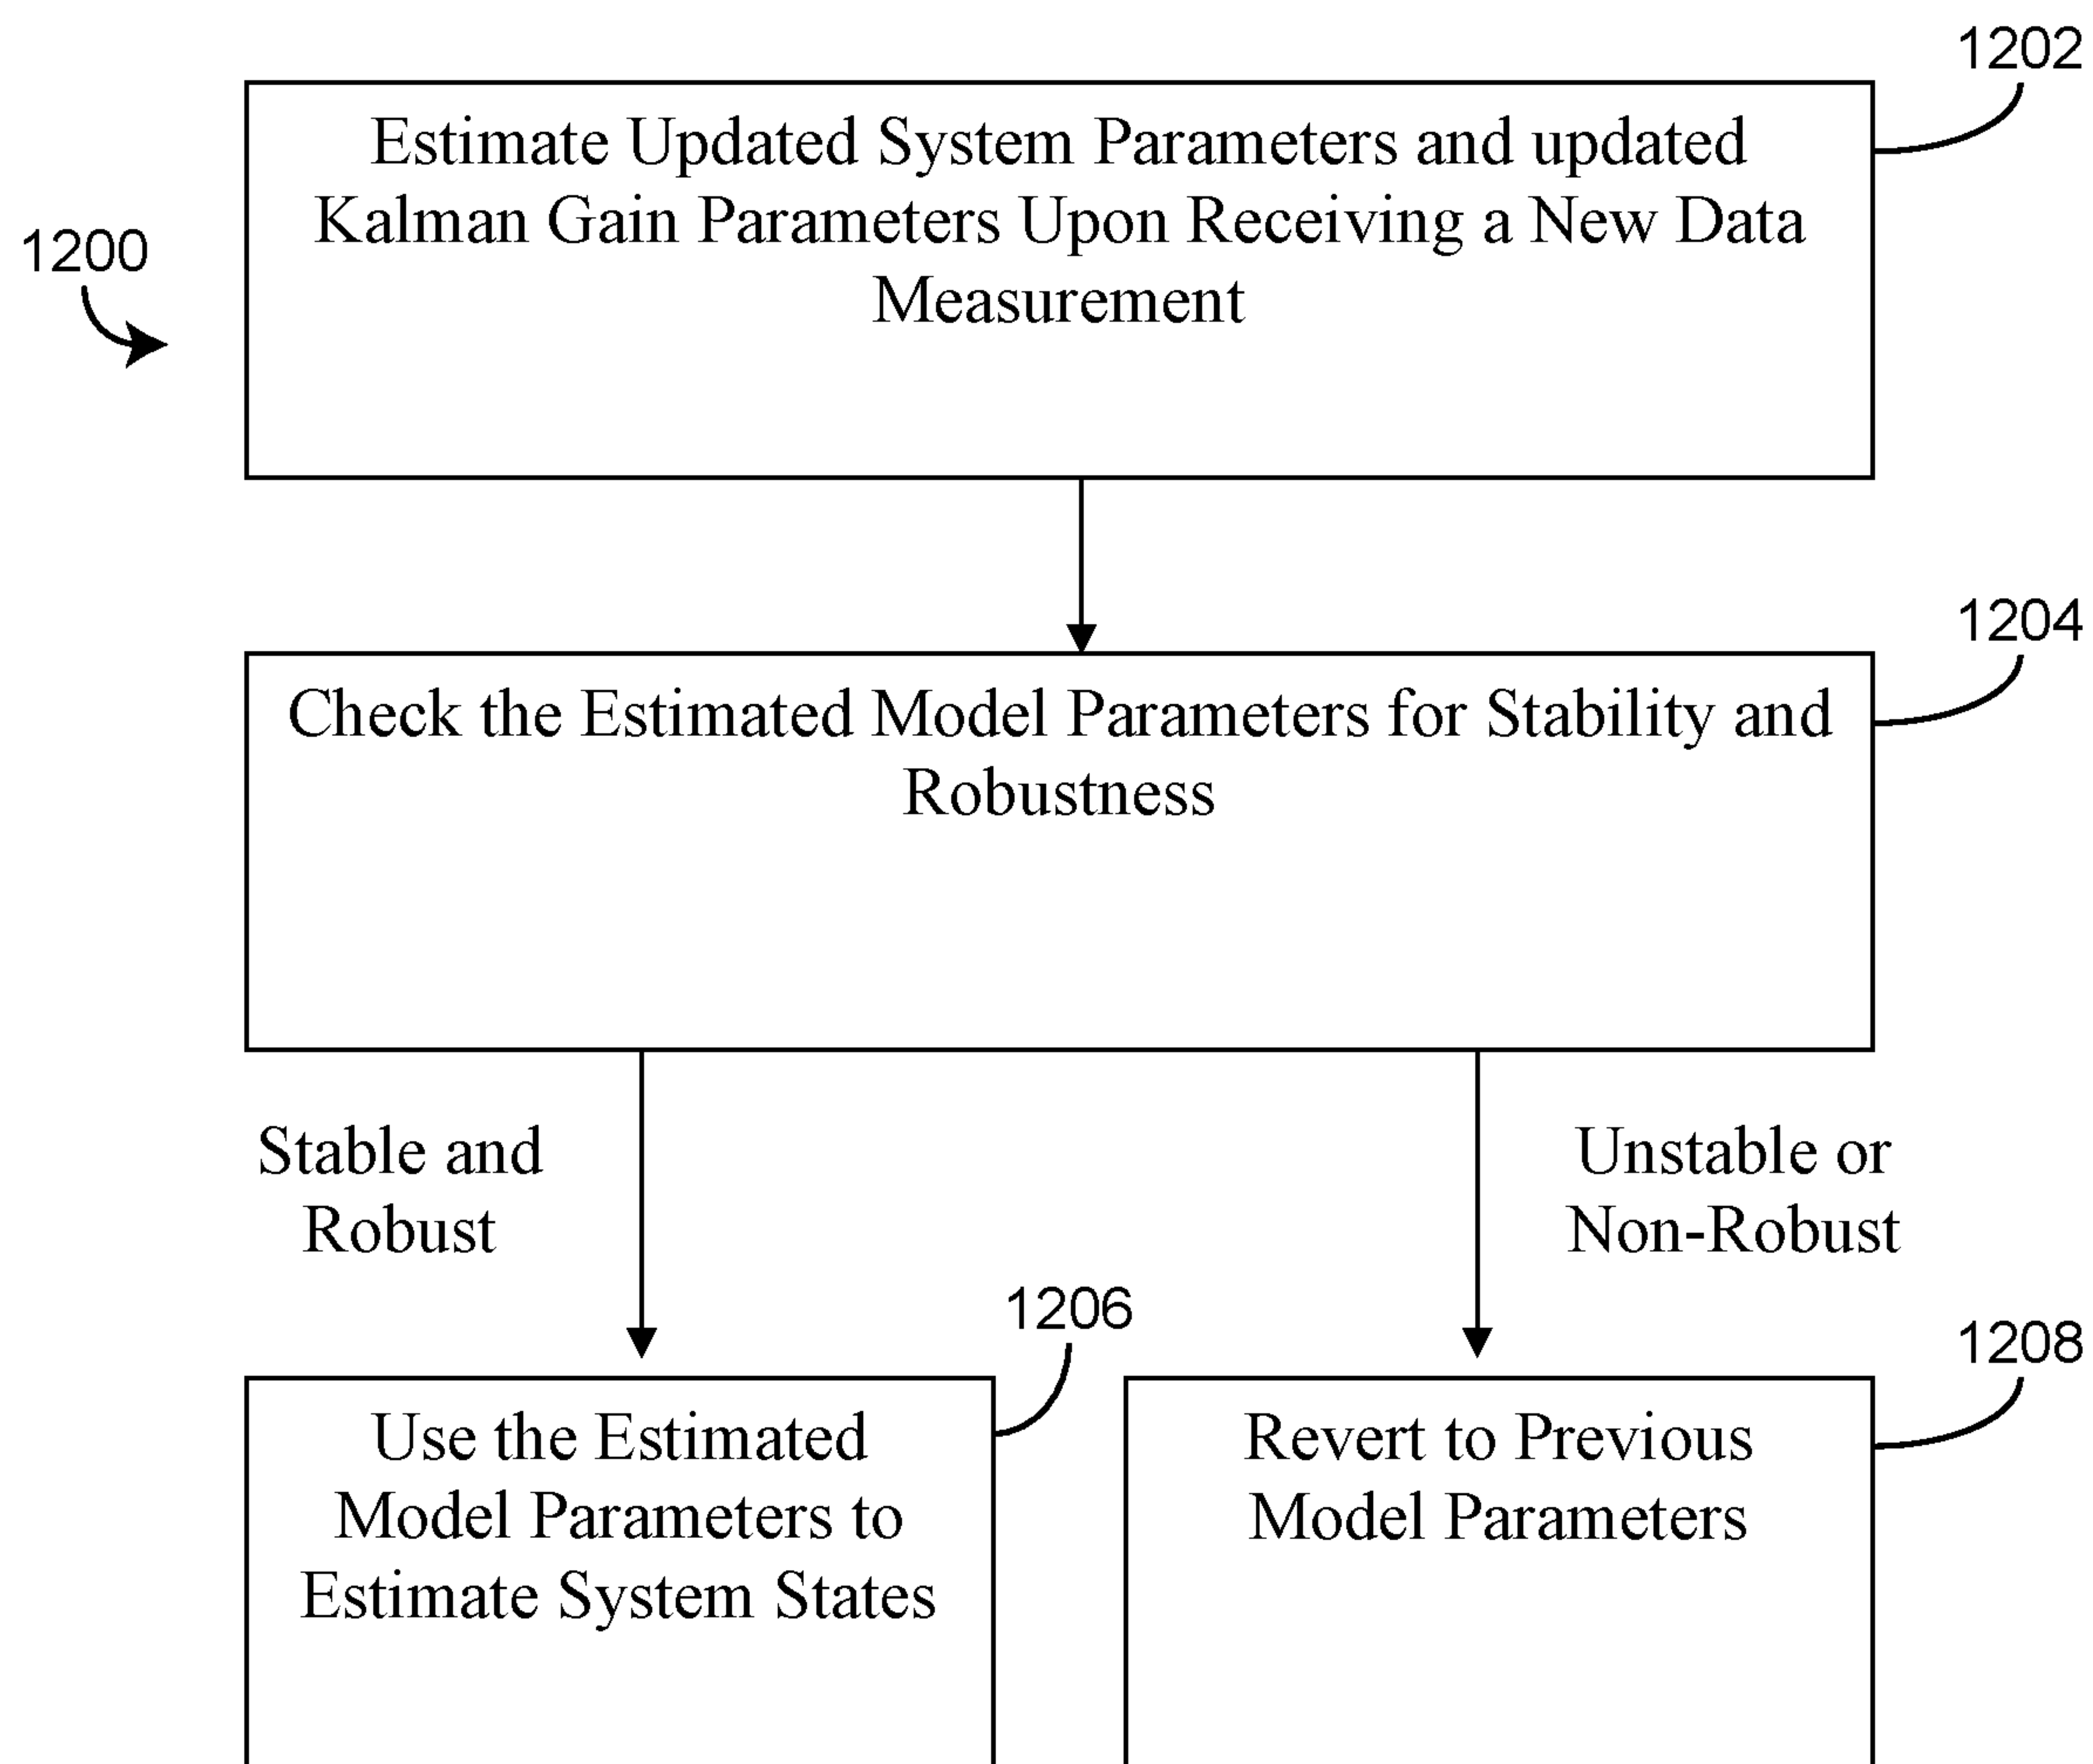 1202
Estimate Updated System Parameters and updated
Kalman Gain Parameters Upon Receiving a New Data
Measurement
1200
1204
Check the Estimated Model Parameters for Stability and
Robustness
Stable and
Robust
Unstable or
Non-Robust
1206
1208
Use the Estimated
Model Parameters to
Estimate System States
Revert to Previous
Model Parameters